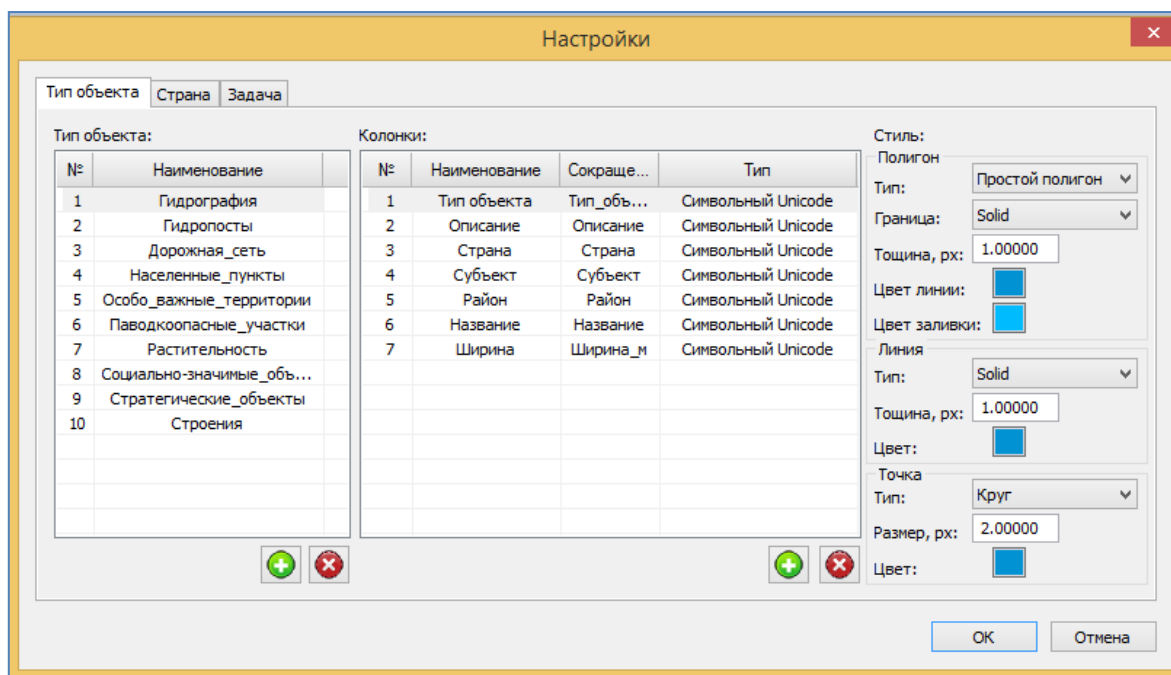 Настройки
Тип объекта Страна Задача
Тип объекта:
№ Наименование
1 Гидрография
2 Гидропосты
3 Дорожная_сеть
4 Населенные_пункты
5 Особо_важные_территории
6 Паводкоопасные_участки
7 Растительность
8 Социально-значимые_объ...
9 Стратегические_объекты
10 Строения
Колонки:
№ Наименование Сокраще... Тип
1 Тип объекта Тип_объ... Символьный Unicode
2 Описание Описание Символьный Unicode
3 Страна Страна Символьный Unicode
4 Субъект Субъект Символьный Unicode
5 Район Район Символьный Unicode
6 Название Название Символьный Unicode
7 Ширина Ширина_м Символьный Unicode
Стиль:
Полигон
Тип: Простой полигон
Граница: Solid
Тощина, px: 1.00000
Цвет линии:
Цвет заливки:
Линия
Тип: Solid
Тощина, px: 1.00000
Цвет:
Точка
Тип: Круг
Размер, px: 2.00000
Цвет:
OK Отмена